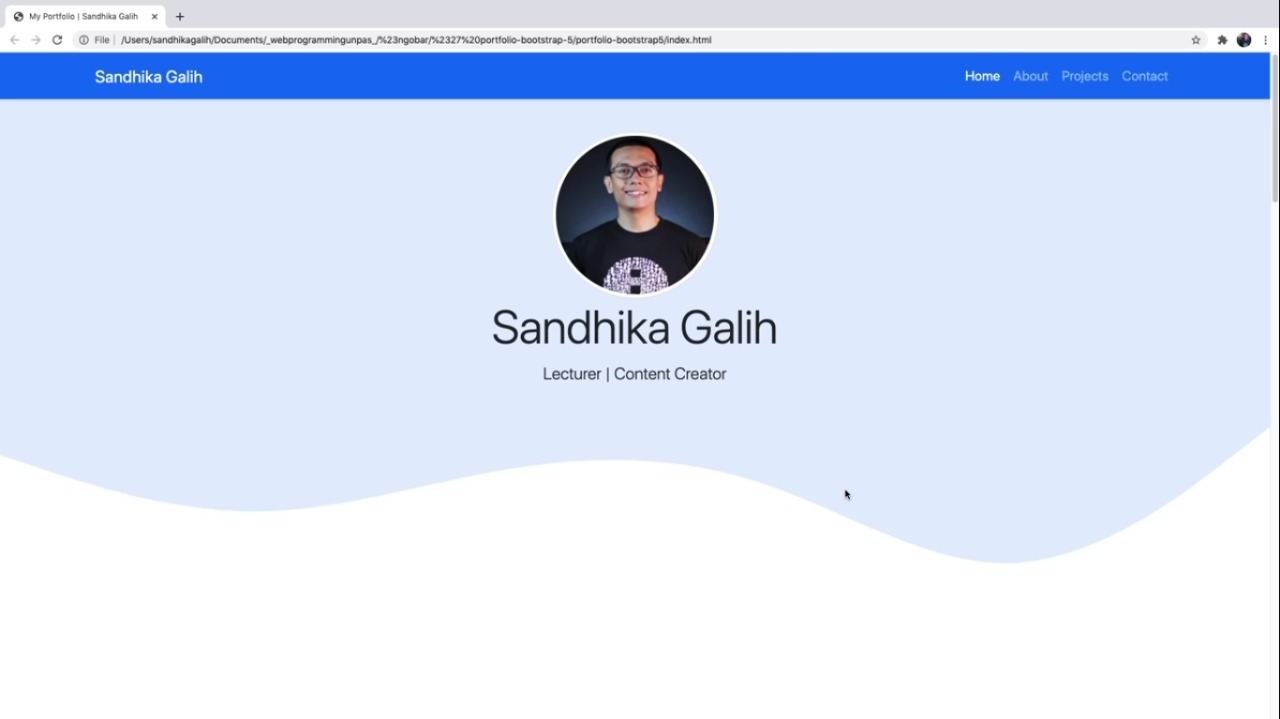 My Portfolio | Sandhika Galih
File | /Users/sandhikagalih/Documents/_webprogrammingunpas_/%23ngobar/%2327%20portfolio-bootstrap-5/portfolio-bootstrap5/index.html
Sandhika Galih Home About Projects Contact
Sandhika Galih
Lecturer | Content Creator